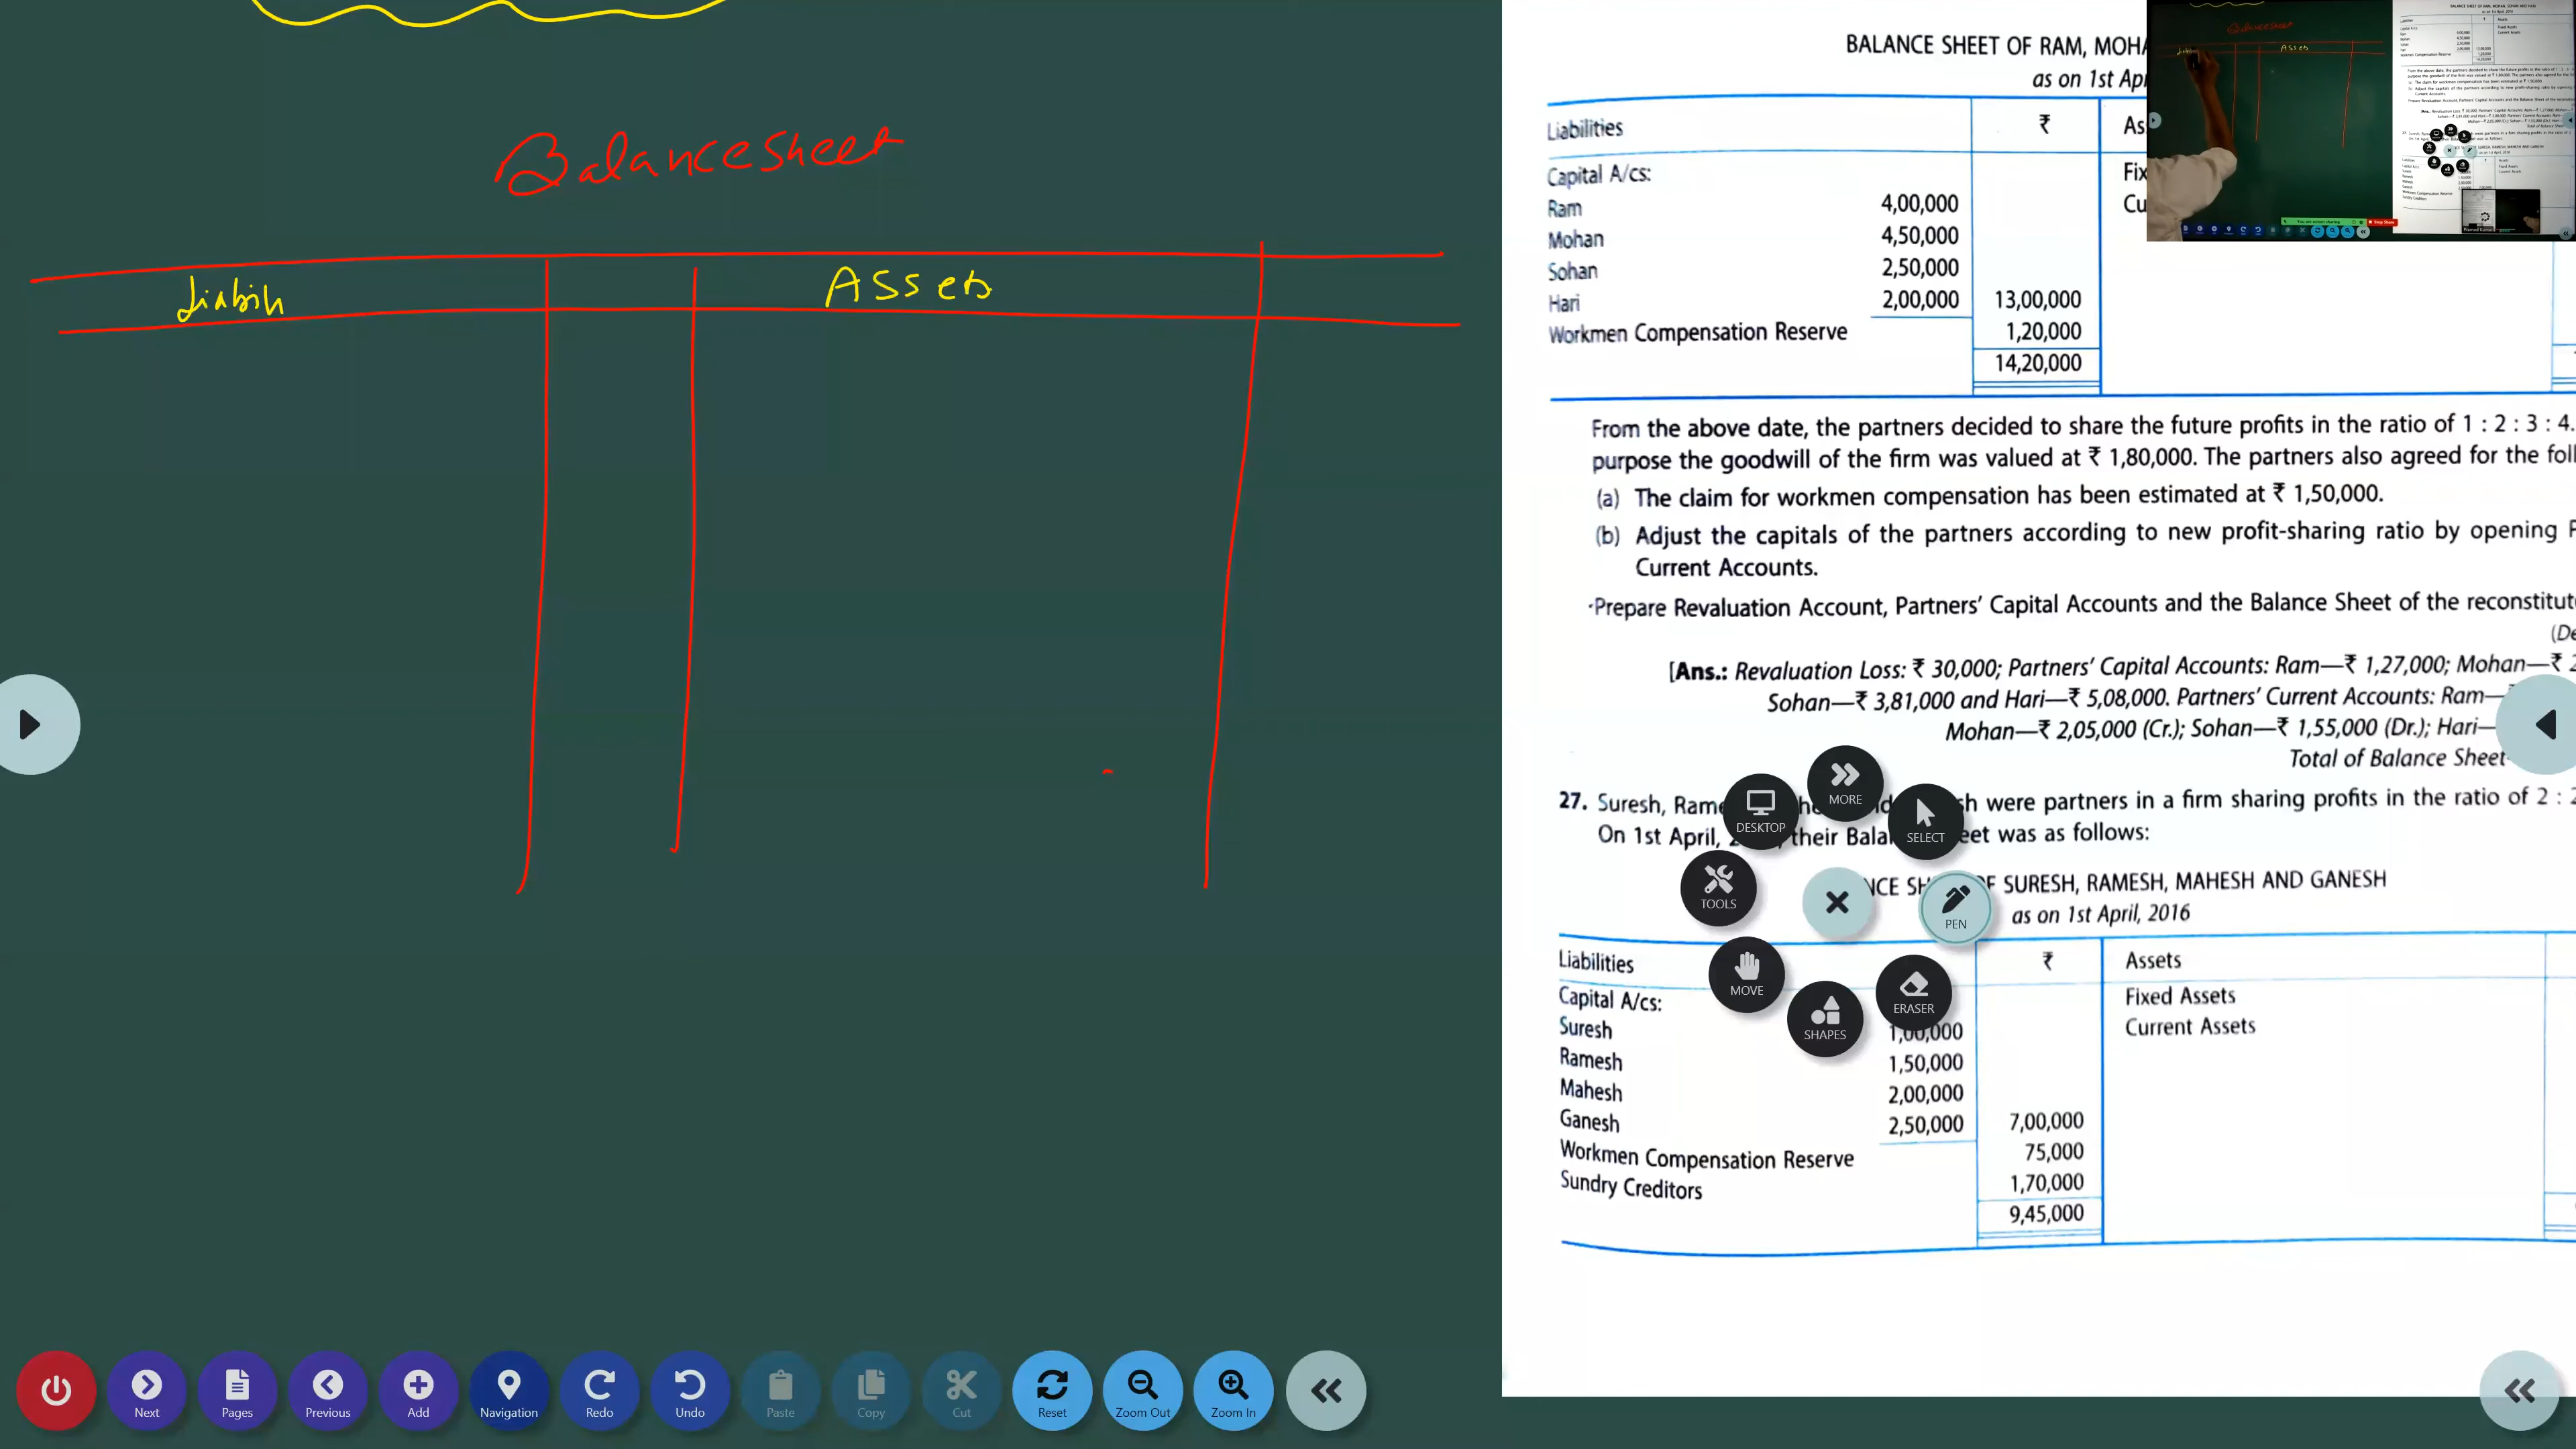 Balancesheet
Assets
BALANCE SHEET OF RAM, MOHA
as on 1st Apr
Liabilities ₹ As
Capital A/cs: Fix
Ram 4,00,000 Cu
Mohan 4,50,000
Sohan 2,50,000
Hari 2,00,000 13,00,000
Workmen Compensation Reserve 1,20,000
14,20,000
From the above date, the partners decided to share the future profits in the ratio of 1 : 2 : 3 : 4.
purpose the goodwill of the firm was valued at ₹ 1,80,000. The partners also agreed for the foll
(a) The claim for workmen compensation has been estimated at ₹ 1,50,000.
(b) Adjust the capitals of the partners according to new profit-sharing ratio by opening P
Current Accounts.
Prepare Revaluation Account, Partners' Capital Accounts and the Balance Sheet of the reconstitut
(De
[Ans.: Revaluation Loss: ₹ 30,000; Partners' Capital Accounts: Ram—₹ 1,27,000; Mohan—₹ 2
Sohan—₹ 3,81,000 and Hari—₹ 5,08,000. Partners' Current Accounts: Ram—
Mohan—₹ 2,05,000 (Cr.); Sohan—₹ 1,55,000 (Dr.); Hari—
Total of Balance Sheet
27. Suresh, Rame sh were partners in a firm sharing profits in the ratio of 2 : 2
On 1st April, their Bala eet was as follows:
NCE SH OF SURESH, RAMESH, MAHESH AND GANESH
as on 1st April, 2016
Liabilities ₹ Assets
Capital A/cs: Fixed Assets
Suresh 1,00,000 Current Assets
Ramesh 1,50,000
Mahesh 2,00,000
Ganesh 2,50,000 7,00,000
Workmen Compensation Reserve 75,000
Sundry Creditors 1,70,000
9,45,000
MORE
DESKTOP
SELECT
TOOLS
PEN
MOVE
ERASER
SHAPES
Next Pages Previous Add Navigation Redo Undo Paste Copy Cut Reset Zoom Out Zoom In